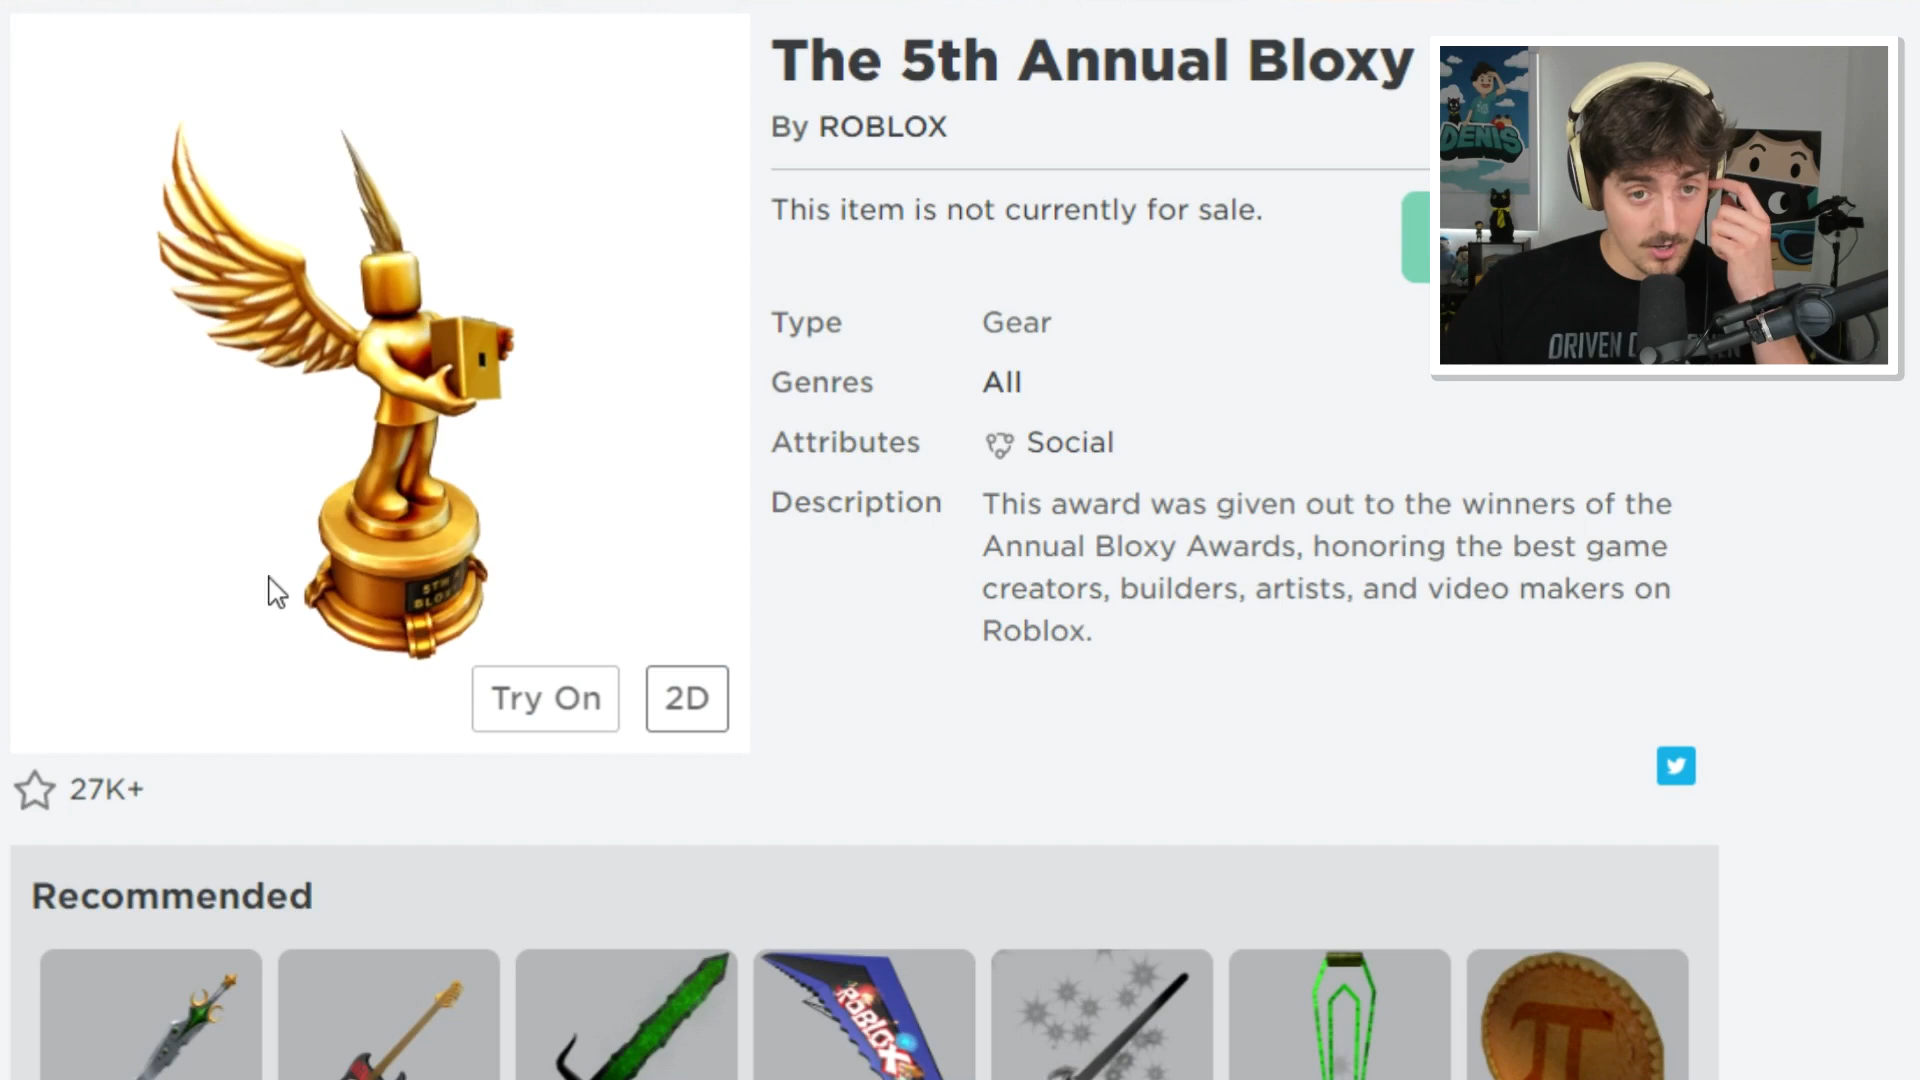 The 5th Annual Bloxy
By ROBLOX
This item is not currently for sale.
Type Gear
Genres All
Attributes Social
Description This award was given out to the winners of the
Annual Bloxy Awards, honoring the best game
creators, builders, artists, and video makers on
Roblox.
5TH
BLO
Try On
2D
27K+
Recommended
ROBLOX
DENIS
DRIVEN